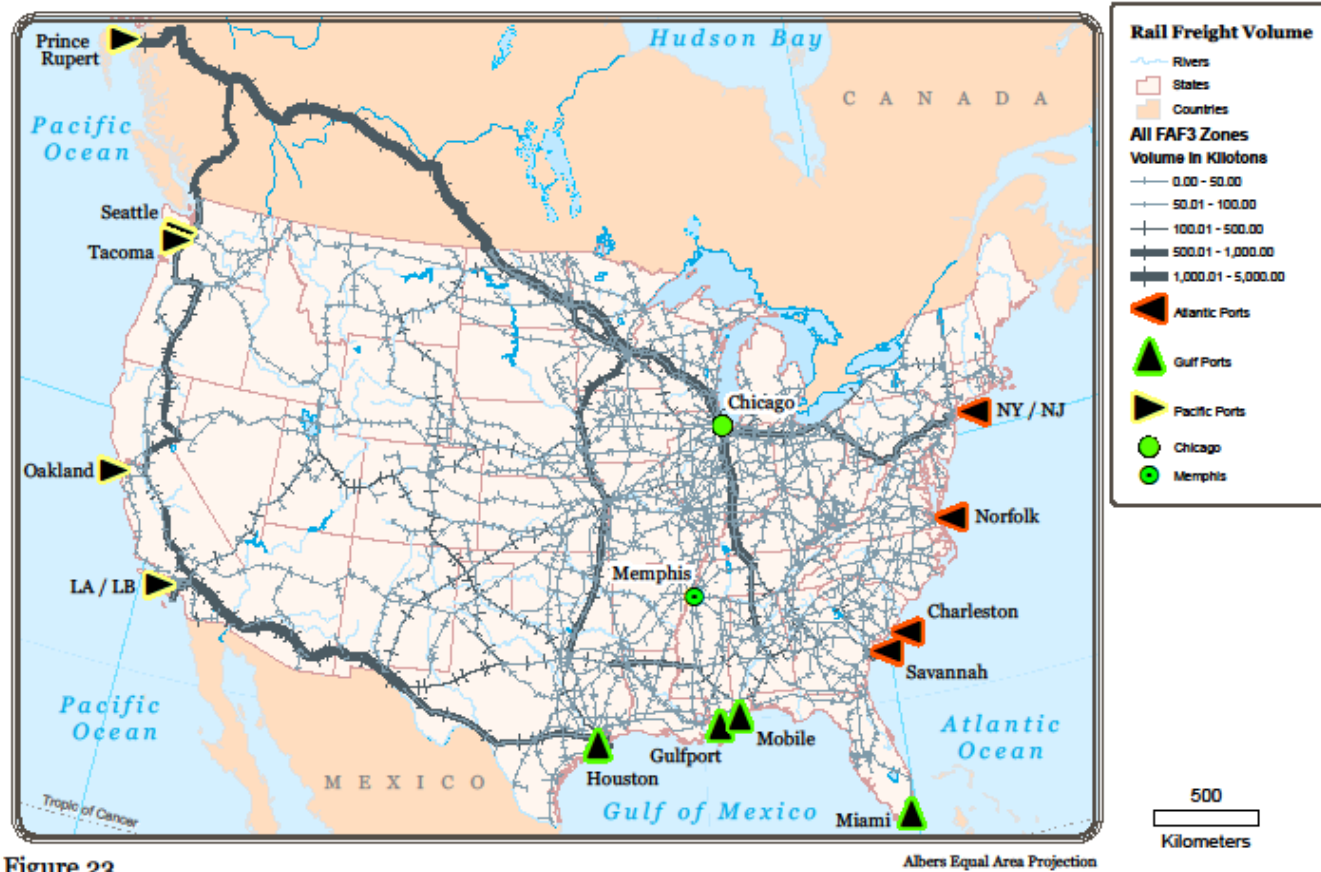 Prince
Rupert
Hudson Bay
CANADA
Pacific
Ocean
Seattle
Tacoma
Chicago
NY / NJ
Oakland
Norfolk
Memphis
LA / LB
Charleston
Savannah
Pacific
Ocean
Atlantic
Ocean
Mobile
Gulfport
Houston
MEXICO
Gulf of Mexico
Miami
Tropic of Cancer
Rail Freight Volume
Rivers
States
Countries
All FAF3 Zones
Volume in Kilotons
0.00 - 50.00
50.01 - 100.00
100.01 - 500.00
500.01 - 1,000.00
1,000.01 - 5,000.00
Atlantic Ports
Gulf Ports
Pacific Ports
Chicago
Memphis
500
Kilometers
Figure 23
Albers Equal Area Projection